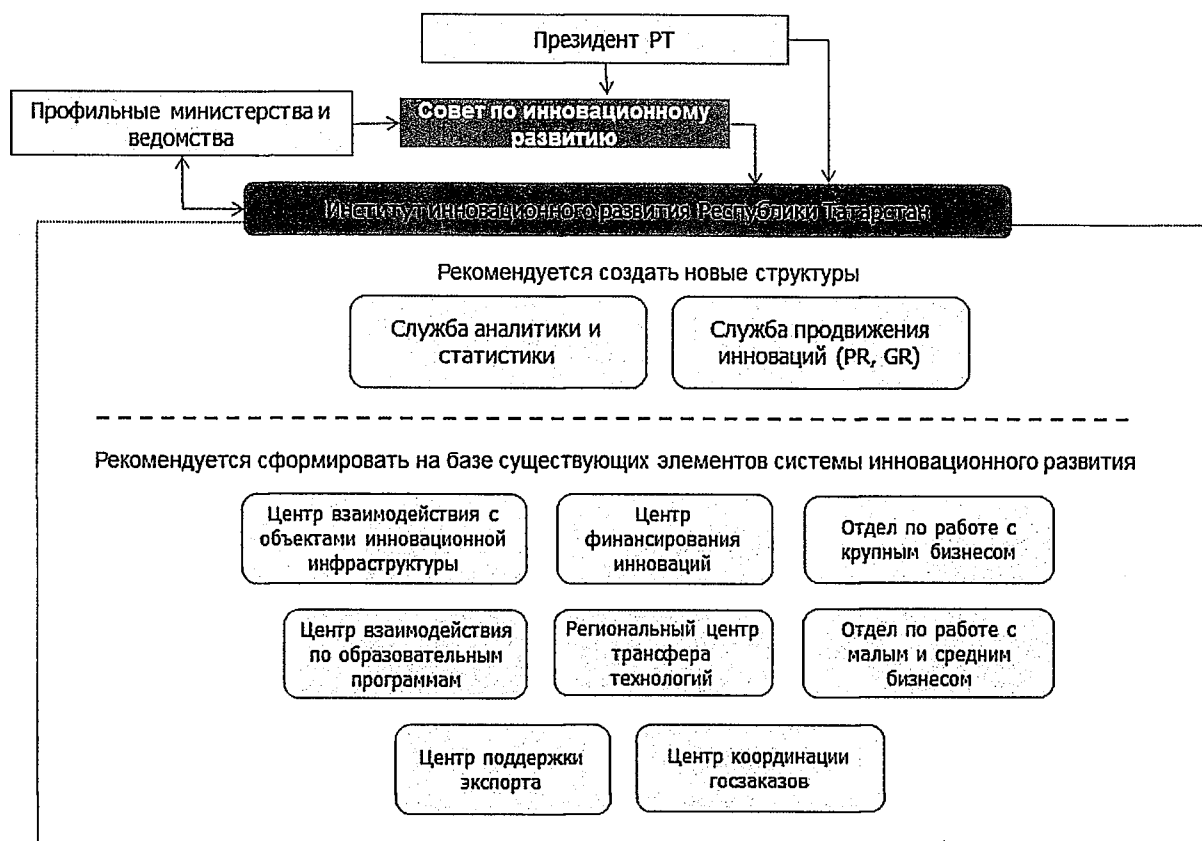 Президент РТ
Профильные министерства и
ведомства
Совет по инновационному
развитию
Институт инновационного развития Республики Татарстан
Рекомендуется создать новые структуры
Служба аналитики и
статистики
Служба продвижения
инноваций (PR, GR)
Рекомендуется сформировать на базе существующих элементов системы инновационного развития
Центр взаимодействия с
объектами инновационной
инфраструктуры
Центр
финансирования
инноваций
Отдел по работе с
крупным бизнесом
Центр взаимодействия
по образовательным
программам
Региональный центр
трансфера
технологий
Отдел по работе с
малым и средним
бизнесом
Центр поддержки
экспорта
Центр координации
госзаказов